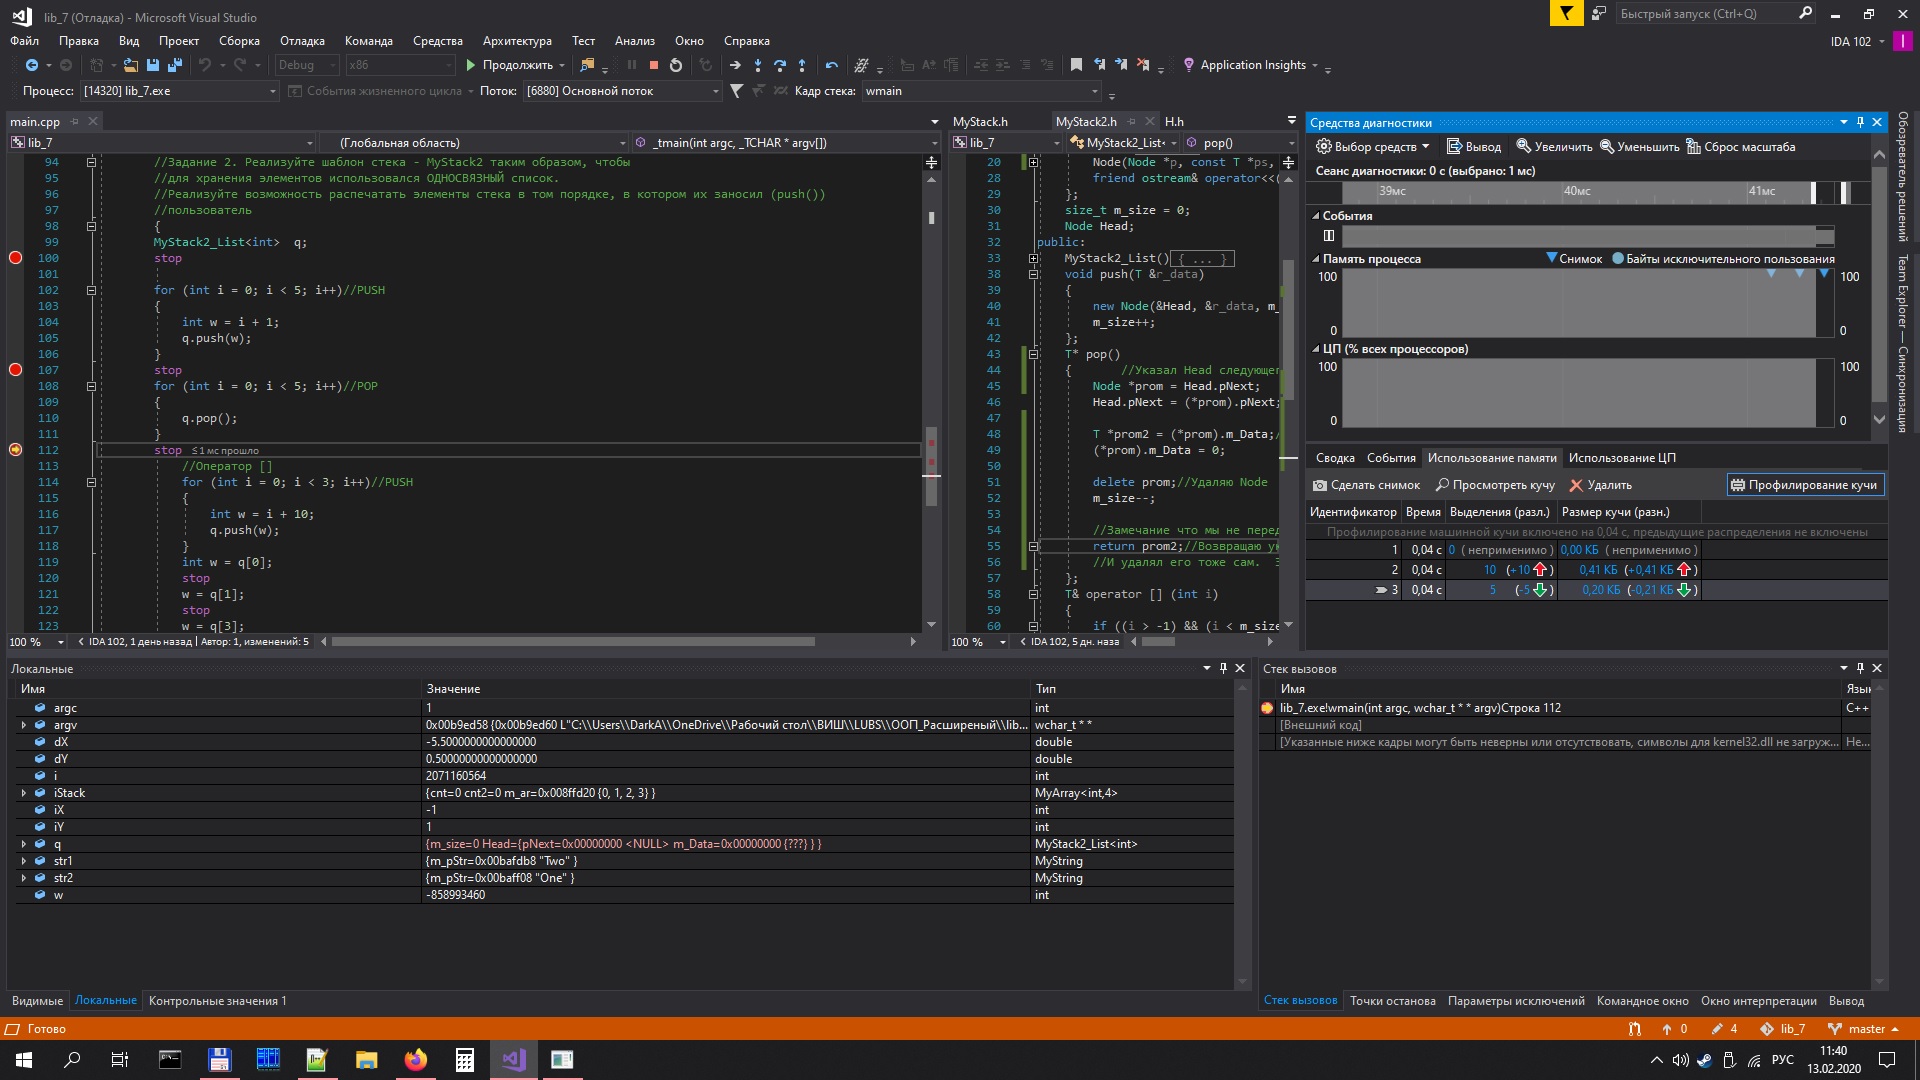 lib_7 (Отладка) - Microsoft Visual Studio
Быстрый запуск (Ctrl+Q)
Файл Правка Вид Проект Сборка Отладка Команда Средства Архитектура Тест Анализ Окно Справка
IDA 102
I
Debug x86 Продолжить Application Insights
Процесс: [14320] lib_7.exe События жизненного цикла Поток: [6880] Основной поток Кадр стека: wmain
main.cpp
lib_7 (Глобальная область) _tmain(int argc, _TCHAR * argv[])
94 //Задание 2. Реализуйте шаблон стека - MyStack2 таким образом, чтобы
95 //для хранения элементов использовался ОДНОСВЯЗНЫЙ список.
96 //Реализуйте возможность распечатать элементы стека в том порядке, в котором их заносил (push())
97 //пользователь
98 {
99 MyStack2_List<int> q;
100 stop
101
102 for (int i = 0; i < 5; i++)//PUSH
103 {
104 int w = i + 1;
105 q.push(w);
106 }
107 stop
108 for (int i = 0; i < 5; i++)//POP
109 {
110 q.pop();
111 }
112 stop ≤ 1 мс прошло
113 //Оператор []
114 for (int i = 0; i < 3; i++)//PUSH
115 {
116 int w = i + 10;
117 q.push(w);
118 }
119 int w = q[0];
120 stop
121 w = q[1];
122 stop
123 w = q[3];
100 % IDA 102, 1 день назад | Автор: 1, изменений: 5
MyStack.h MyStack2.h H.h
lib_7 MyStack2_List< pop()
20 Node(Node *p, const T *ps,
28 friend ostream& operator<<(
29 };
30 size_t m_size = 0;
31 Node Head;
32 public:
33 MyStack2_List(){ ... }
38 void push(T &r_data)
39 {
40 new Node(&Head, &r_data, m_
41 m_size++;
42 };
43 T* pop()
44 { //Указал Head следующег
45 Node *prom = Head.pNext;
46 Head.pNext = (*prom).pNext;
47
48 T *prom2 = (*prom).m_Data;/
49 (*prom).m_Data = 0;
50
51 delete prom;//Удаляю Node
52 m_size--;
53
54 //Замечание что мы не перед
55 return prom2;//Возвращаю ук
56 //И удалял его тоже сам.
57 };
58 T& operator [] (int i)
59 {
60 if ((i > -1) && (i < m_size
100 % IDA 102, 5 дн. наза
Средства диагностики
Выбор средств Вывод Увеличить Уменьшить Сброс масштаба
Сеанс диагностики: 0 с (выбрано: 1 мс)
39мс 40мс 41мс
События
Память процесса Снимок Байты исключительного пользования
100 100
0 0
ЦП (% всех процессоров)
100 100
0 0
Сводка События Использование памяти Использование ЦП
Сделать снимок Просмотреть кучу Удалить Профилирование кучи
Идентификатор Время Выделения (разл.) Размер кучи (разн.)
Профилирование машинной кучи включено на 0,04 с, предыдущие распределения не включены
1 0,04 с 0 (неприменимо) 0,00 КБ (неприменимо)
2 0,04 с 10 (+10) 0,41 КБ (+0,41 КБ)
3 0,04 с 5 (-5) 0,20 КБ (-0,21 КБ)
Обозреватель решений
Team Explorer — Синхронизация
Локальные
Имя Значение Тип
argc 1 int
argv 0x00b9ed58 {0x00b9ed60 L"C:\\Users\\DarkA\\OneDrive\\Рабочий стол\\ВИШ\\LUBS\\ООП_Расширеный\\lib... wchar_t * *
dX -5.5000000000000000 double
dY 0.50000000000000000 double
i 2071160564 int
iStack {cnt=0 cnt2=0 m_ar=0x008ffd20 {0, 1, 2, 3} } MyArray<int,4>
iX -1 int
iY 1 int
q {m_size=0 Head={pNext=0x00000000 <NULL> m_Data=0x00000000 {???} } } MyStack2_List<int>
str1 {m_pStr=0x00bafdb8 "Two" } MyString
str2 {m_pStr=0x00baff08 "One" } MyString
w -858993460 int
Видимые Локальные Контрольные значения 1
Стек вызовов
Имя Язык
lib_7.exe!wmain(int argc, wchar_t * * argv)Строка 112 C++
[Внешний код]
[Указанные ниже кадры могут быть неверны или отсутствовать, символы для kernel32.dll не загруж... Не...
Стек вызовов Точки останова Параметры исключений Командное окно Окно интерпретации Вывод
Готово
0 4 lib_7 master
РУС
11:40
13.02.2020